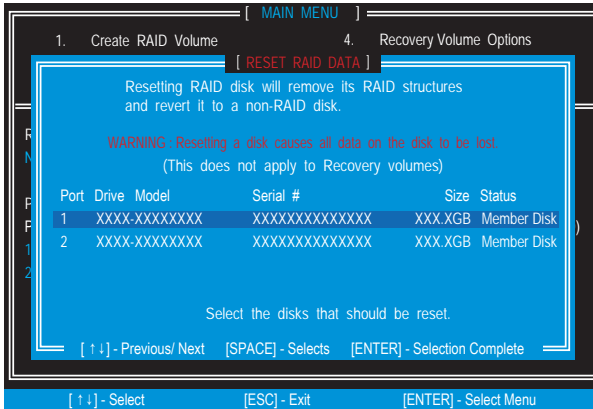 [ MAIN MENU ]
1. Create RAID Volume 4. Recovery Volume Options
[ RESET RAID DATA ]
Resetting RAID disk will remove its RAID structures
and revert it to a non-RAID disk.
R
WARNING : Resetting a disk causes all data on the disk to be lost.
N
(This does not apply to Recovery volumes)
P
Port Drive Model Serial # Size Status
P )
1 XXXX-XXXXXXXX XXXXXXXXXXXXXX XXX.XGB Member Disk
1
2 XXXX-XXXXXXXX XXXXXXXXXXXXXX XXX.XGB Member Disk
2
Select the disks that should be reset.
[ ↑↓] - Previous/ Next [SPACE] - Selects [ENTER] - Selection Complete
[ ↑↓] - Select [ESC] - Exit [ENTER] - Select Menu